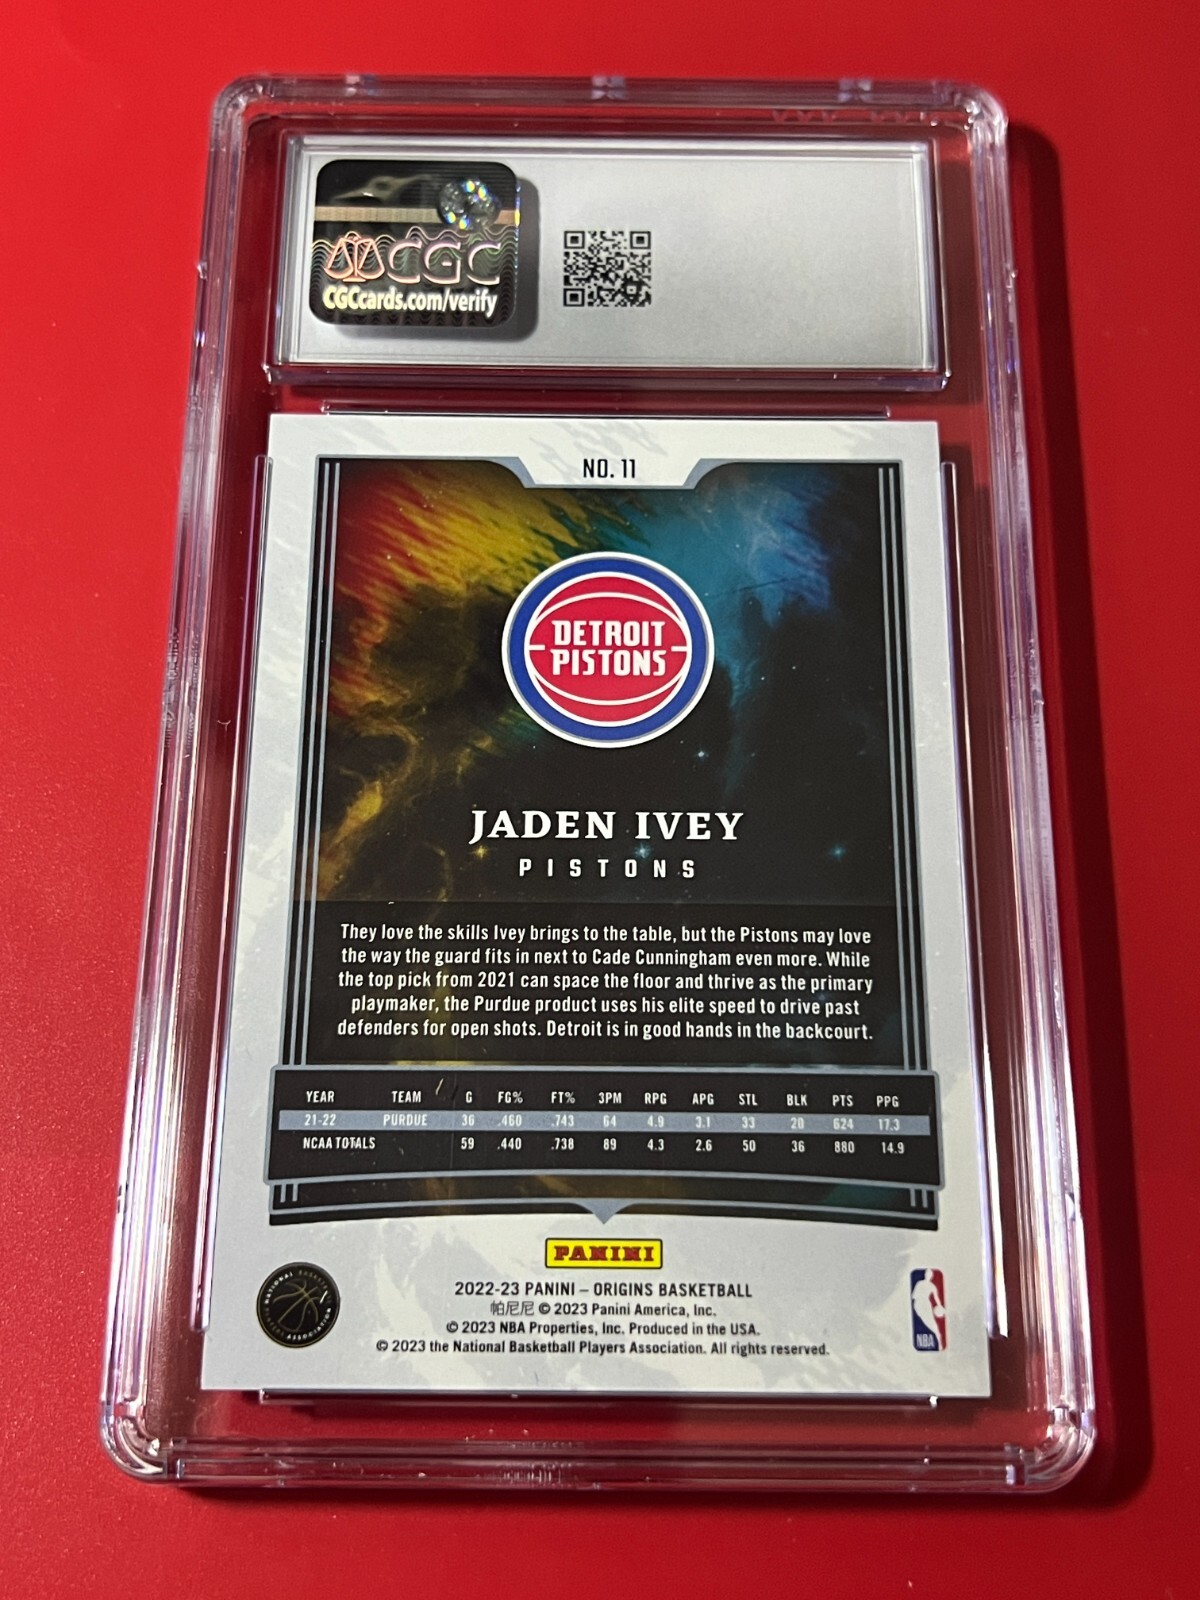 CGC
CGCcards.com/verify
NO. 11
DETROIT
PISTONS
JADEN IVEY
PISTONS
They love the skills Ivey brings to the table, but the Pistons may love
the way the guard fits in next to Cade Cunningham even more. While
the top pick from 2021 can space the floor and thrive as the primary
playmaker, the Purdue product uses his elite speed to drive past
defenders for open shots. Detroit is in good hands in the backcourt.
YEAR TEAM G FG% FT% 3PM RPG APG STL BLK PTS PPG
21-22 PURDUE 36 .460 .743 64 4.9 3.1 33 20 624 17.3
NCAA TOTALS 59 .440 .738 89 4.3 2.6 50 36 880 14.9
PANINI
2022-23 PANINI – ORIGINS BASKETBALL
帕尼尼 © 2023 Panini America, Inc.
© 2023 NBA Properties, Inc. Produced in the USA.
© 2023 the National Basketball Players Association. All rights reserved.
NBA